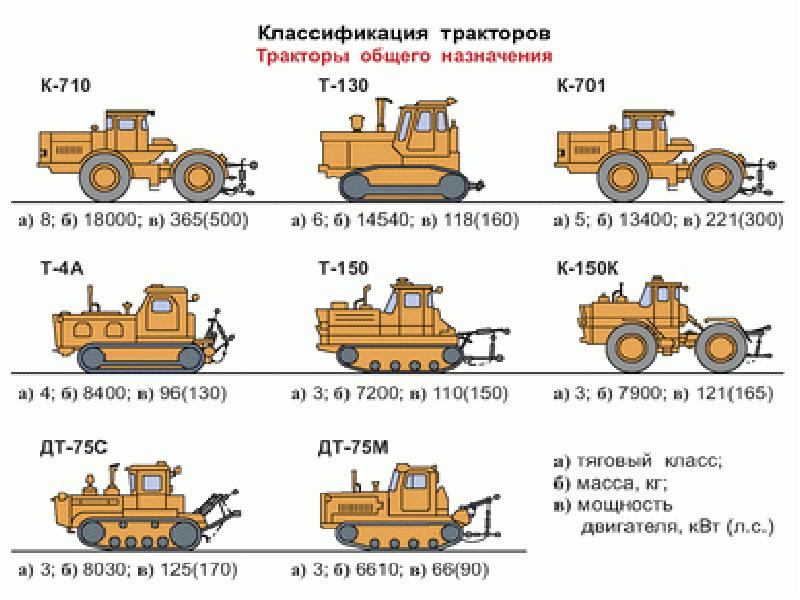 Классификация тракторов
Тракторы общего назначения
К-710
Т-130
К-701
а) 8; б) 18000; в) 365(500)
а) 6; б) 14540; в) 118(160)
а) 5; б) 13400; в) 221(300)
Т-4А
Т-150
К-150К
а) 4; б) 8400; в) 96(130)
а) 3; б) 7200; в) 110(150)
а) 3; б) 7900; в) 121(165)
ДТ-75С
ДТ-75М
а) 3; б) 8030; в) 125(170)
а) 3; б) 6610; в) 66(90)
а) тяговый класс;
б) масса, кг;
в) мощность
двигателя, кВт (л.с.)